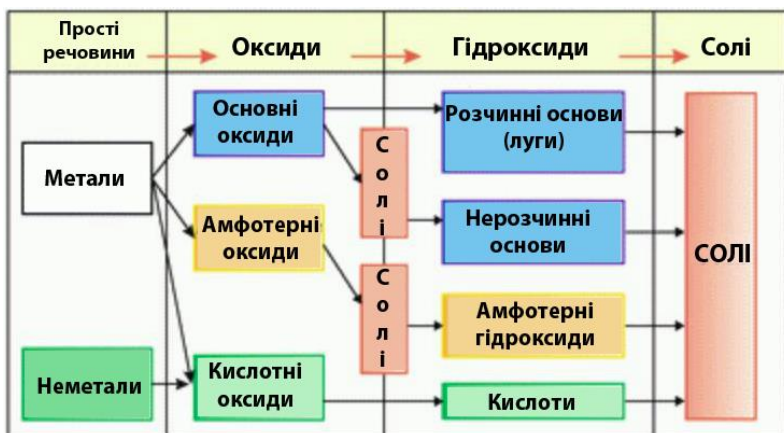 Прості
речовини
Оксиди
Гідроксиди
Солі
Метали
Неметали
Основні
оксиди
Амфотерні
оксиди
Кислотні
оксиди
С
о
л
і
С
о
л
і
Розчинні основи
(луги)
Нерозчинні
основи
Амфотерні
гідроксиди
Кислоти
СОЛІ